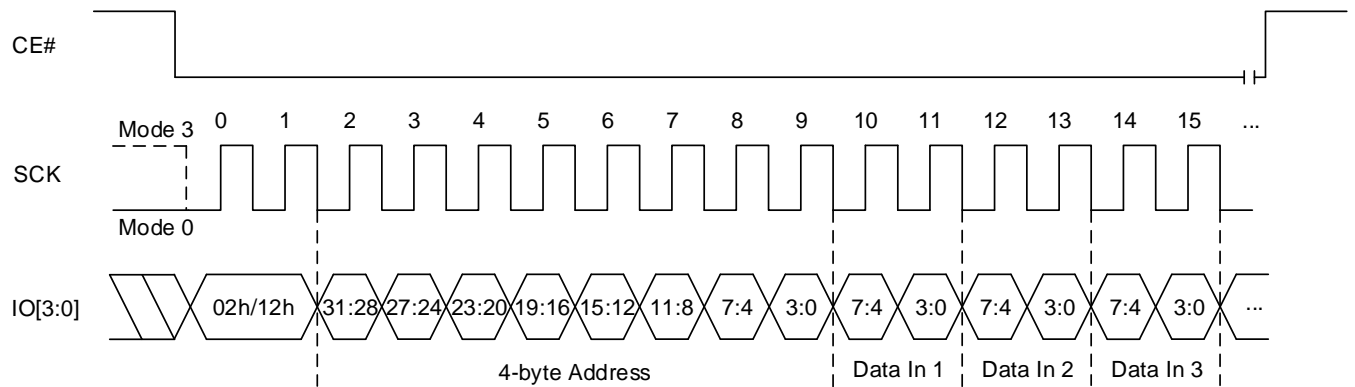 CE#
Mode 3 0 1 2 3 4 5 6 7 8 9 10 11 12 13 14 15 ...
SCK
Mode 0
IO[3:0] 02h/12h 31:28 27:24 23:20 19:16 15:12 11:8 7:4 3:0 7:4 3:0 7:4 3:0 7:4 3:0 ...
4-byte Address Data In 1 Data In 2 Data In 3